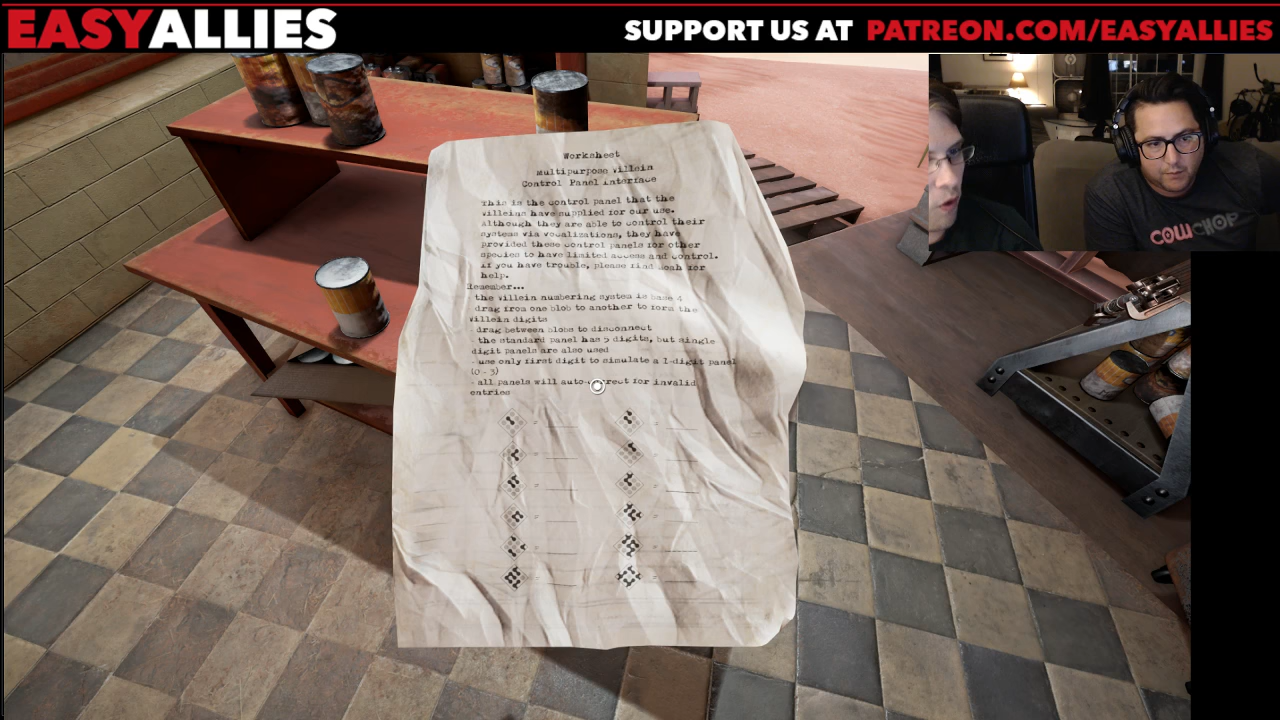 EASYALLIES
SUPPORT US AT PATREON.COM/EASYALLIES
Worksheet
Multipurpose Villein
Control Panel Interface
This is the control panel that the
villeins have supplied for our use.
Although they are able to control their
system via vocalizations, they have
provided these control panels for other
species to have limited access and control.
If you have trouble, please find Noah for
help.
Remember...
- the villein numbering system is base 4
- drag from one blob to another to form the
villein digits
- drag between blobs to disconnect
- the standard panel has 5 digits, but single
digit panels are also used
- use only first digit to simulate a 1-digit panel
(0 - 3)
- all panels will auto-correct for invalid
entries
COWCHOP